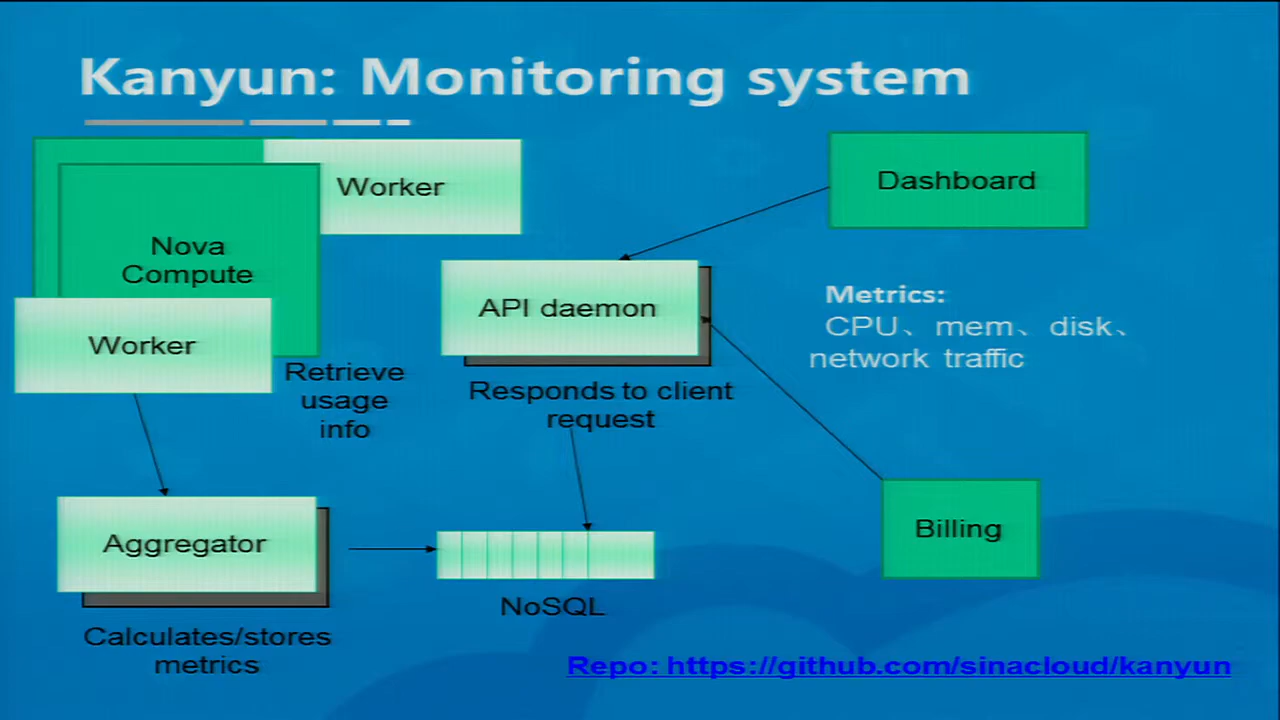 Kanyun: Monitoring system
Worker
Nova
Compute
Worker
Retrieve
usage
info
API daemon
Responds to client
request
Dashboard
Metrics:
CPU、mem、disk、
network traffic
Aggregator
Calculates/stores
metrics
NoSQL
Billing
Repo: https://github.com/sinacloud/kanyun